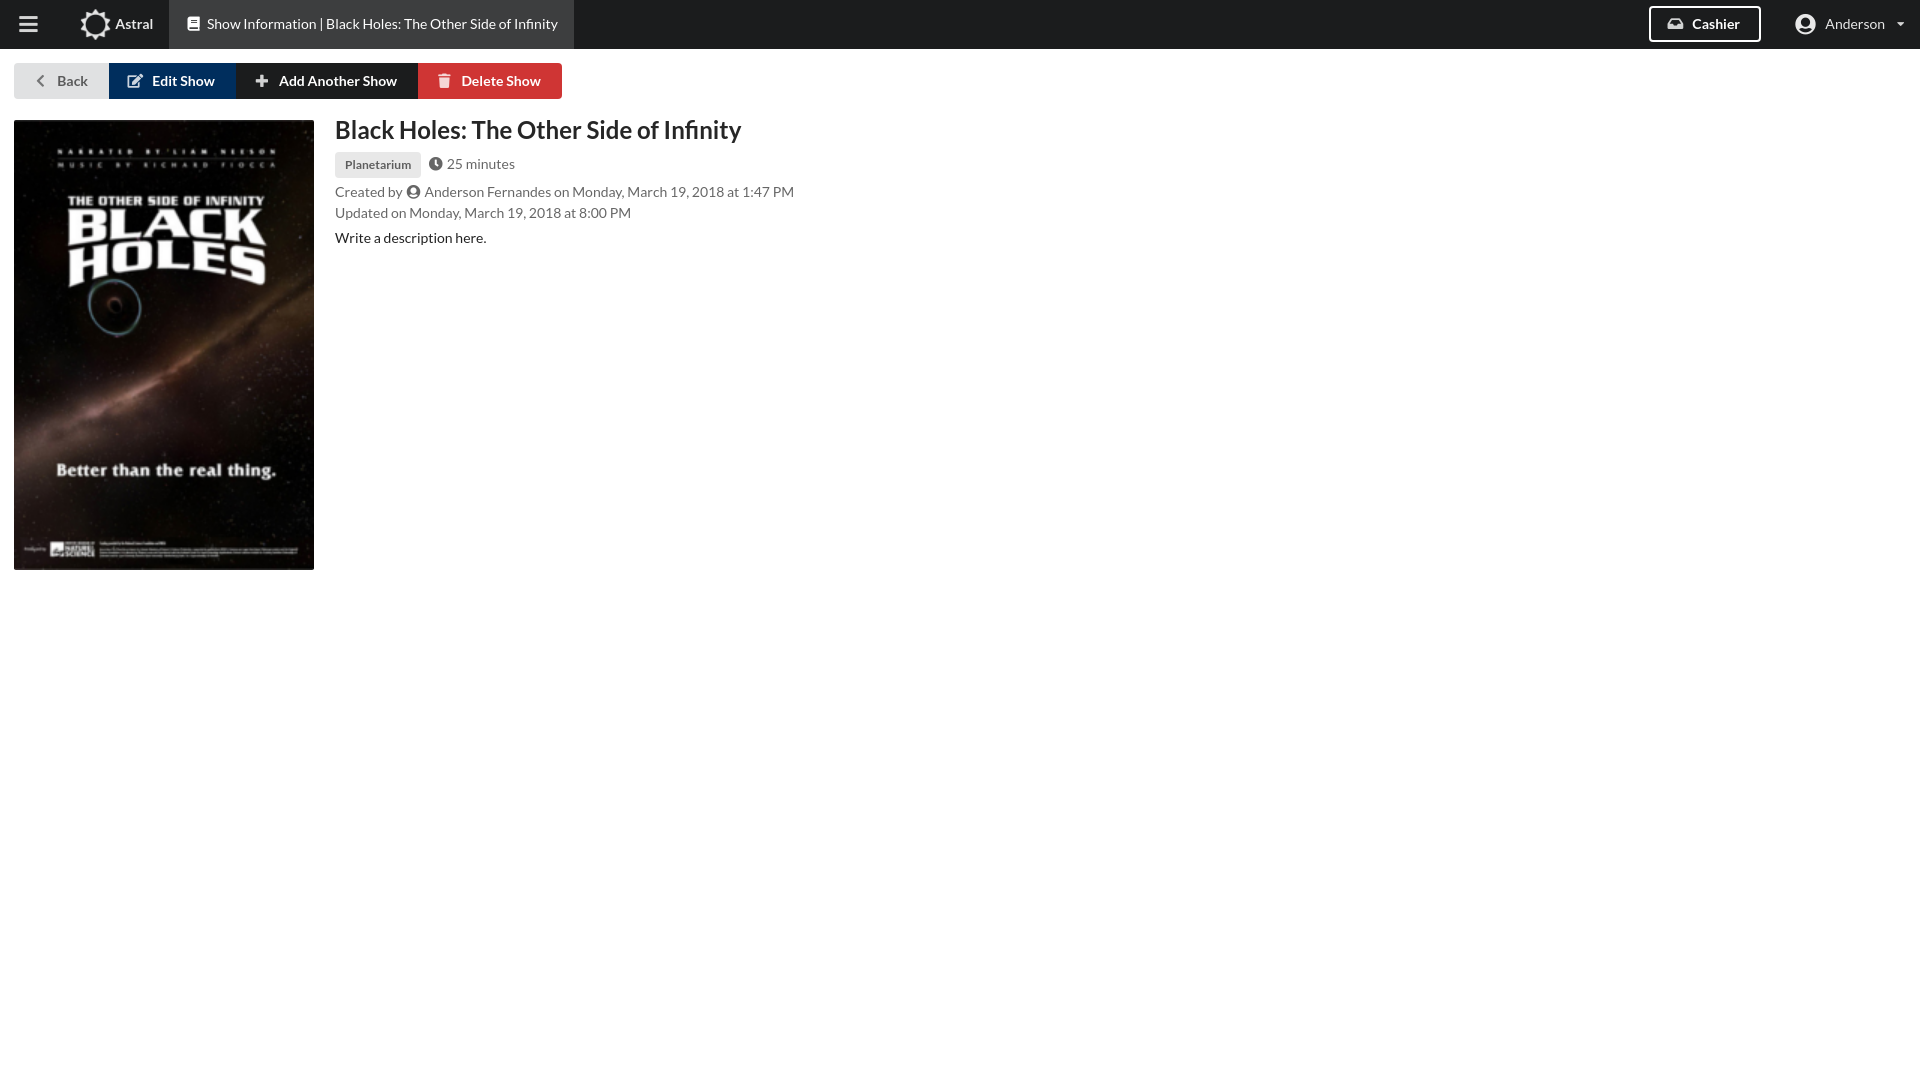 Astral
Show Information | Black Holes: The Other Side of Infinity
Cashier
Anderson
Back
Edit Show
Add Another Show
Delete Show
NARRATED BY LIAM NEESON
MUSIC BY RICHARD FIOCCA
THE OTHER SIDE OF INFINITY
BLACK
HOLES
Better than the real thing.
NATURE &
SCIENCE
Black Holes: The Other Side of Infinity
Planetarium
25 minutes
Created by Anderson Fernandes on Monday, March 19, 2018 at 1:47 PM
Updated on Monday, March 19, 2018 at 8:00 PM
Write a description here.